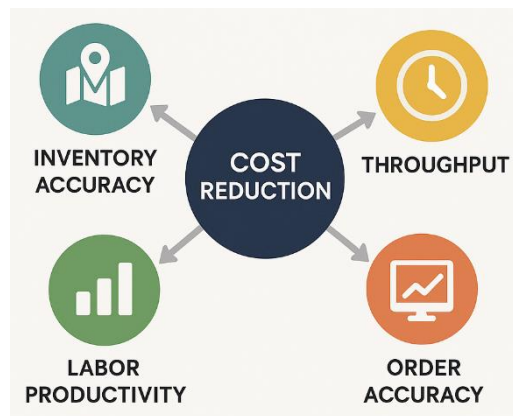 COST
REDUCTION
INVENTORY
ACCURACY
THROUGHPUT
LABOR
PRODUCTIVITY
ORDER
ACCURACY